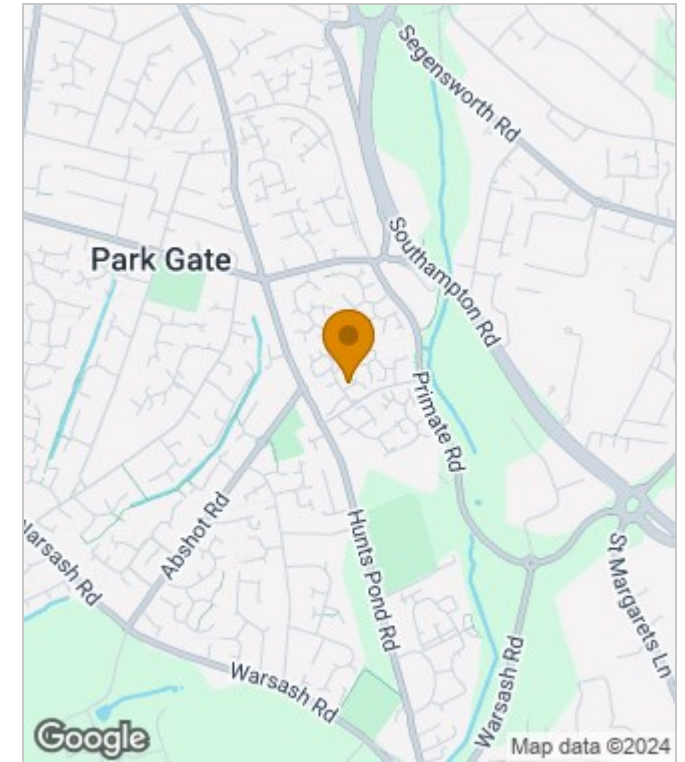 Segensworth Rd
Southampton Rd
Park Gate
Primate Rd
Abshot Rd
Warsash Rd
Hunts Pond Rd
St Margarets Ln
Warsash Rd
Warsash Rd
Google
Map data ©2024